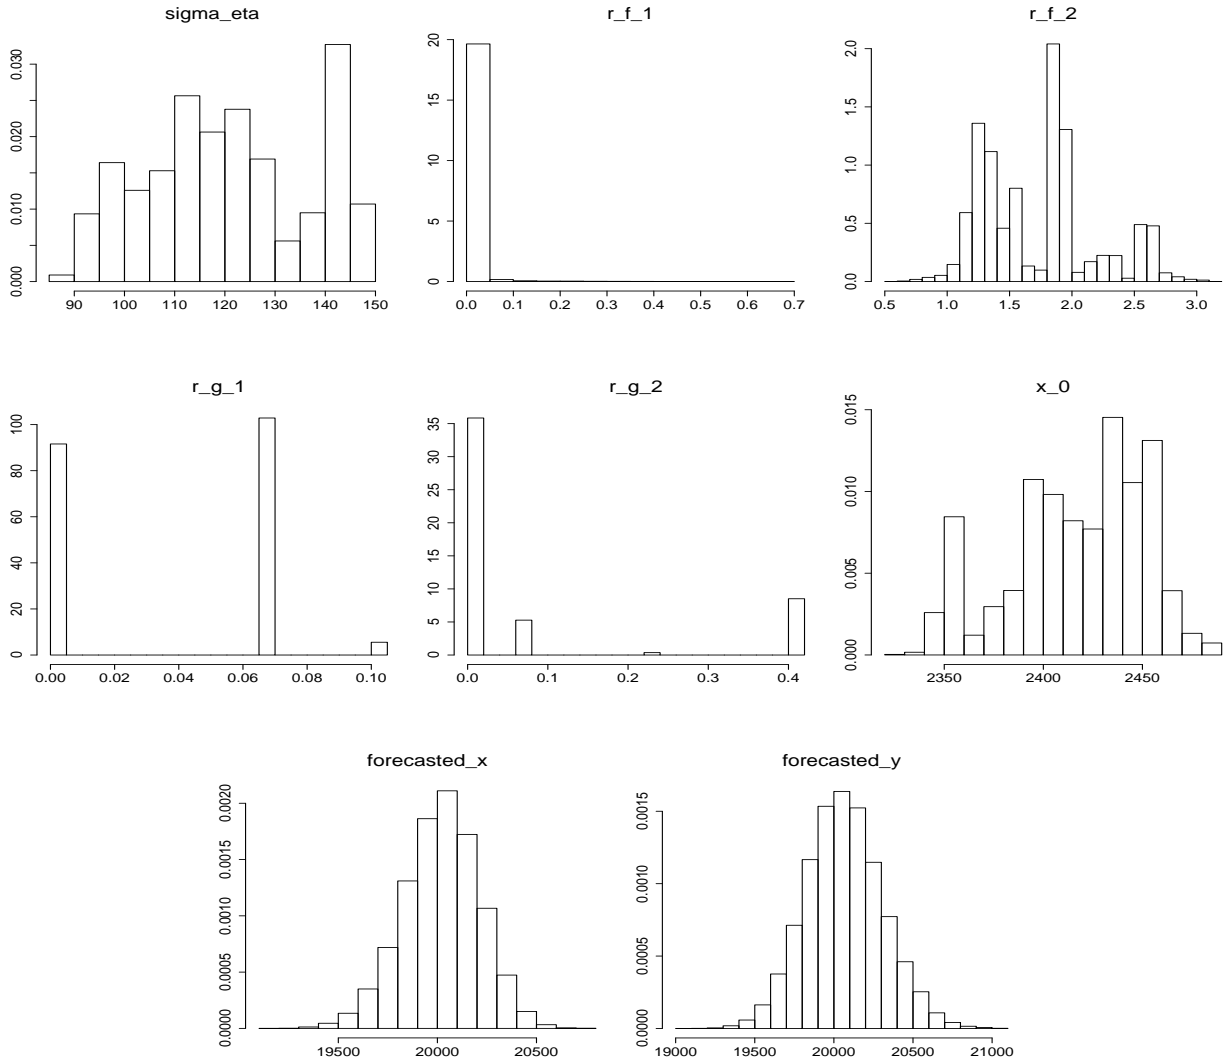 sigma_eta
r_f_1
r_f_2
0.000 0.010 0.020 0.030
90 100 110 120 130 140 150
0 5 10 15 20
0.0 0.1 0.2 0.3 0.4 0.5 0.6 0.7
0.0 0.5 1.0 1.5 2.0
0.5 1.0 1.5 2.0 2.5 3.0
r_g_1
r_g_2
x_0
0 20 40 60 80 100
0.00 0.02 0.04 0.06 0.08 0.10
0 5 10 15 20 25 30 35
0.0 0.1 0.2 0.3 0.4
0.000 0.005 0.010 0.015
2350 2400 2450
forecasted_x
forecasted_y
0.0000 0.0005 0.0010 0.0015 0.0020
19500 20000 20500
0.0000 0.0005 0.0010 0.0015
19000 19500 20000 20500 21000